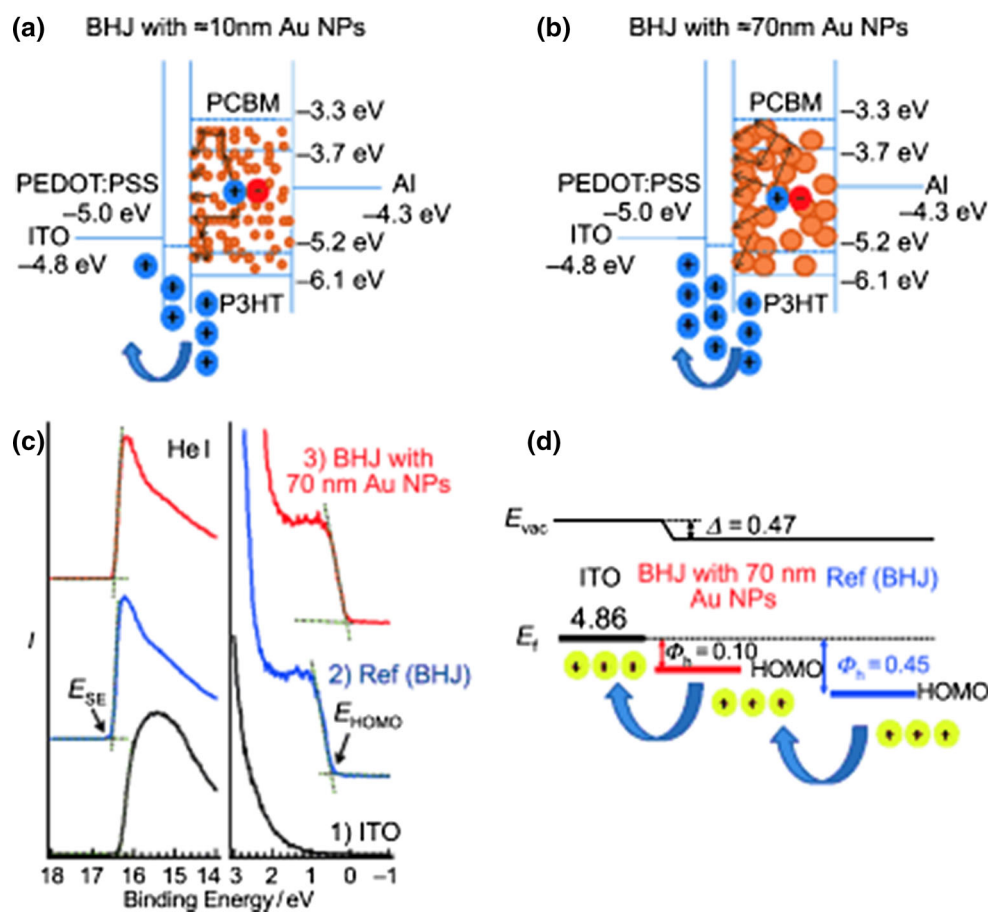 (a)
BHJ with ≈10nm Au NPs
PCBM
−3.3 eV
−3.7 eV
PEDOT:PSS
−5.0 eV
Al
−4.3 eV
ITO
−4.8 eV
−5.2 eV
−6.1 eV
P3HT
+
−
+
+
+
+
+
+
(b)
BHJ with ≈70nm Au NPs
PCBM
−3.3 eV
−3.7 eV
PEDOT:PSS
−5.0 eV
Al
−4.3 eV
ITO
−4.8 eV
−5.2 eV
−6.1 eV
P3HT
+
−
+
+
+
+
+
+
+
+
+
(c)
He I
3) BHJ with
70 nm Au NPs
I
2) Ref (BHJ)
E_SE
E_HOMO
1) ITO
18 17 16 15 14 3 2 1 0 −1
Binding Energy / eV
(d)
E_vac
Δ = 0.47
ITO
BHJ with 70 nm
Au NPs
Ref (BHJ)
4.86
E_f
Φ_h = 0.10
HOMO
Φ_h = 0.45
HOMO